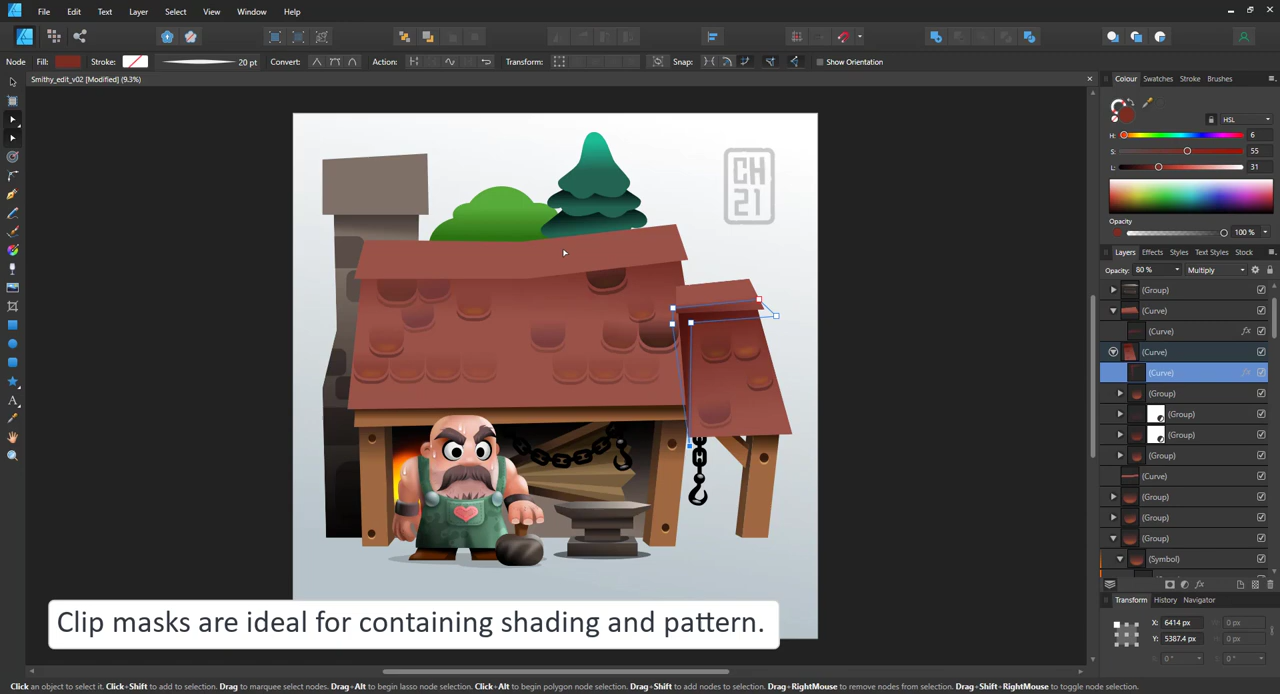 File Edit Text Layer Select View Window Help
Node Fill: Stroke: 20 pt Convert: Action: Transform: Snap: Show Orientation
Smithy_edit_v02 [Modified] (9.3%)
Colour Swatches Stroke Brushes
HSL
H: 6
S: 55
L: 31
Opacity
100 %
Layers Effects Styles Text Styles Stock
Opacity: 80 % Multiply
(Group)
(Curve)
(Curve) fx
(Curve)
(Curve) fx
(Group)
(Group)
(Group)
(Group)
(Curve)
(Group)
(Group)
(Group)
(Symbol)
fx
Transform History Navigator
X: 6414 px 0 px
Y: 5387.4 px 0 px
0 ° 0 °
CH
21
Clip masks are ideal for containing shading and pattern.
Click an object to select it. Click+Shift to add to selection. Drag to marquee select nodes. Drag+Alt to begin lasso node selection. Click+Alt to begin polygon node selection. Drag+Shift to add nodes to selection. Drag+RightMouse to remove nodes from selection. Drag+Shift+RightMouse to toggle node selection.